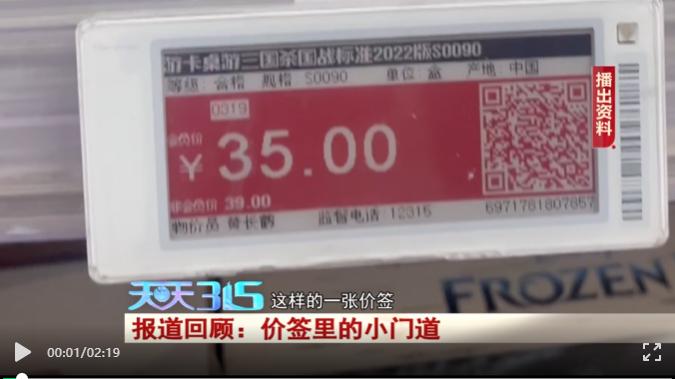 游卡桌游三国杀国战标准2022版S0090
等级: 合格 规格 S0090 单位: 盒 产地: 中国
0319
会员价
¥ 35.00
非会员价 39.00
物价员 黄长鹤 监督电话: 12315
6971781807857
播出资料
FROZEN
天天315
这样的一张价签
报道回顾：价签里的小门道
00:01/02:19